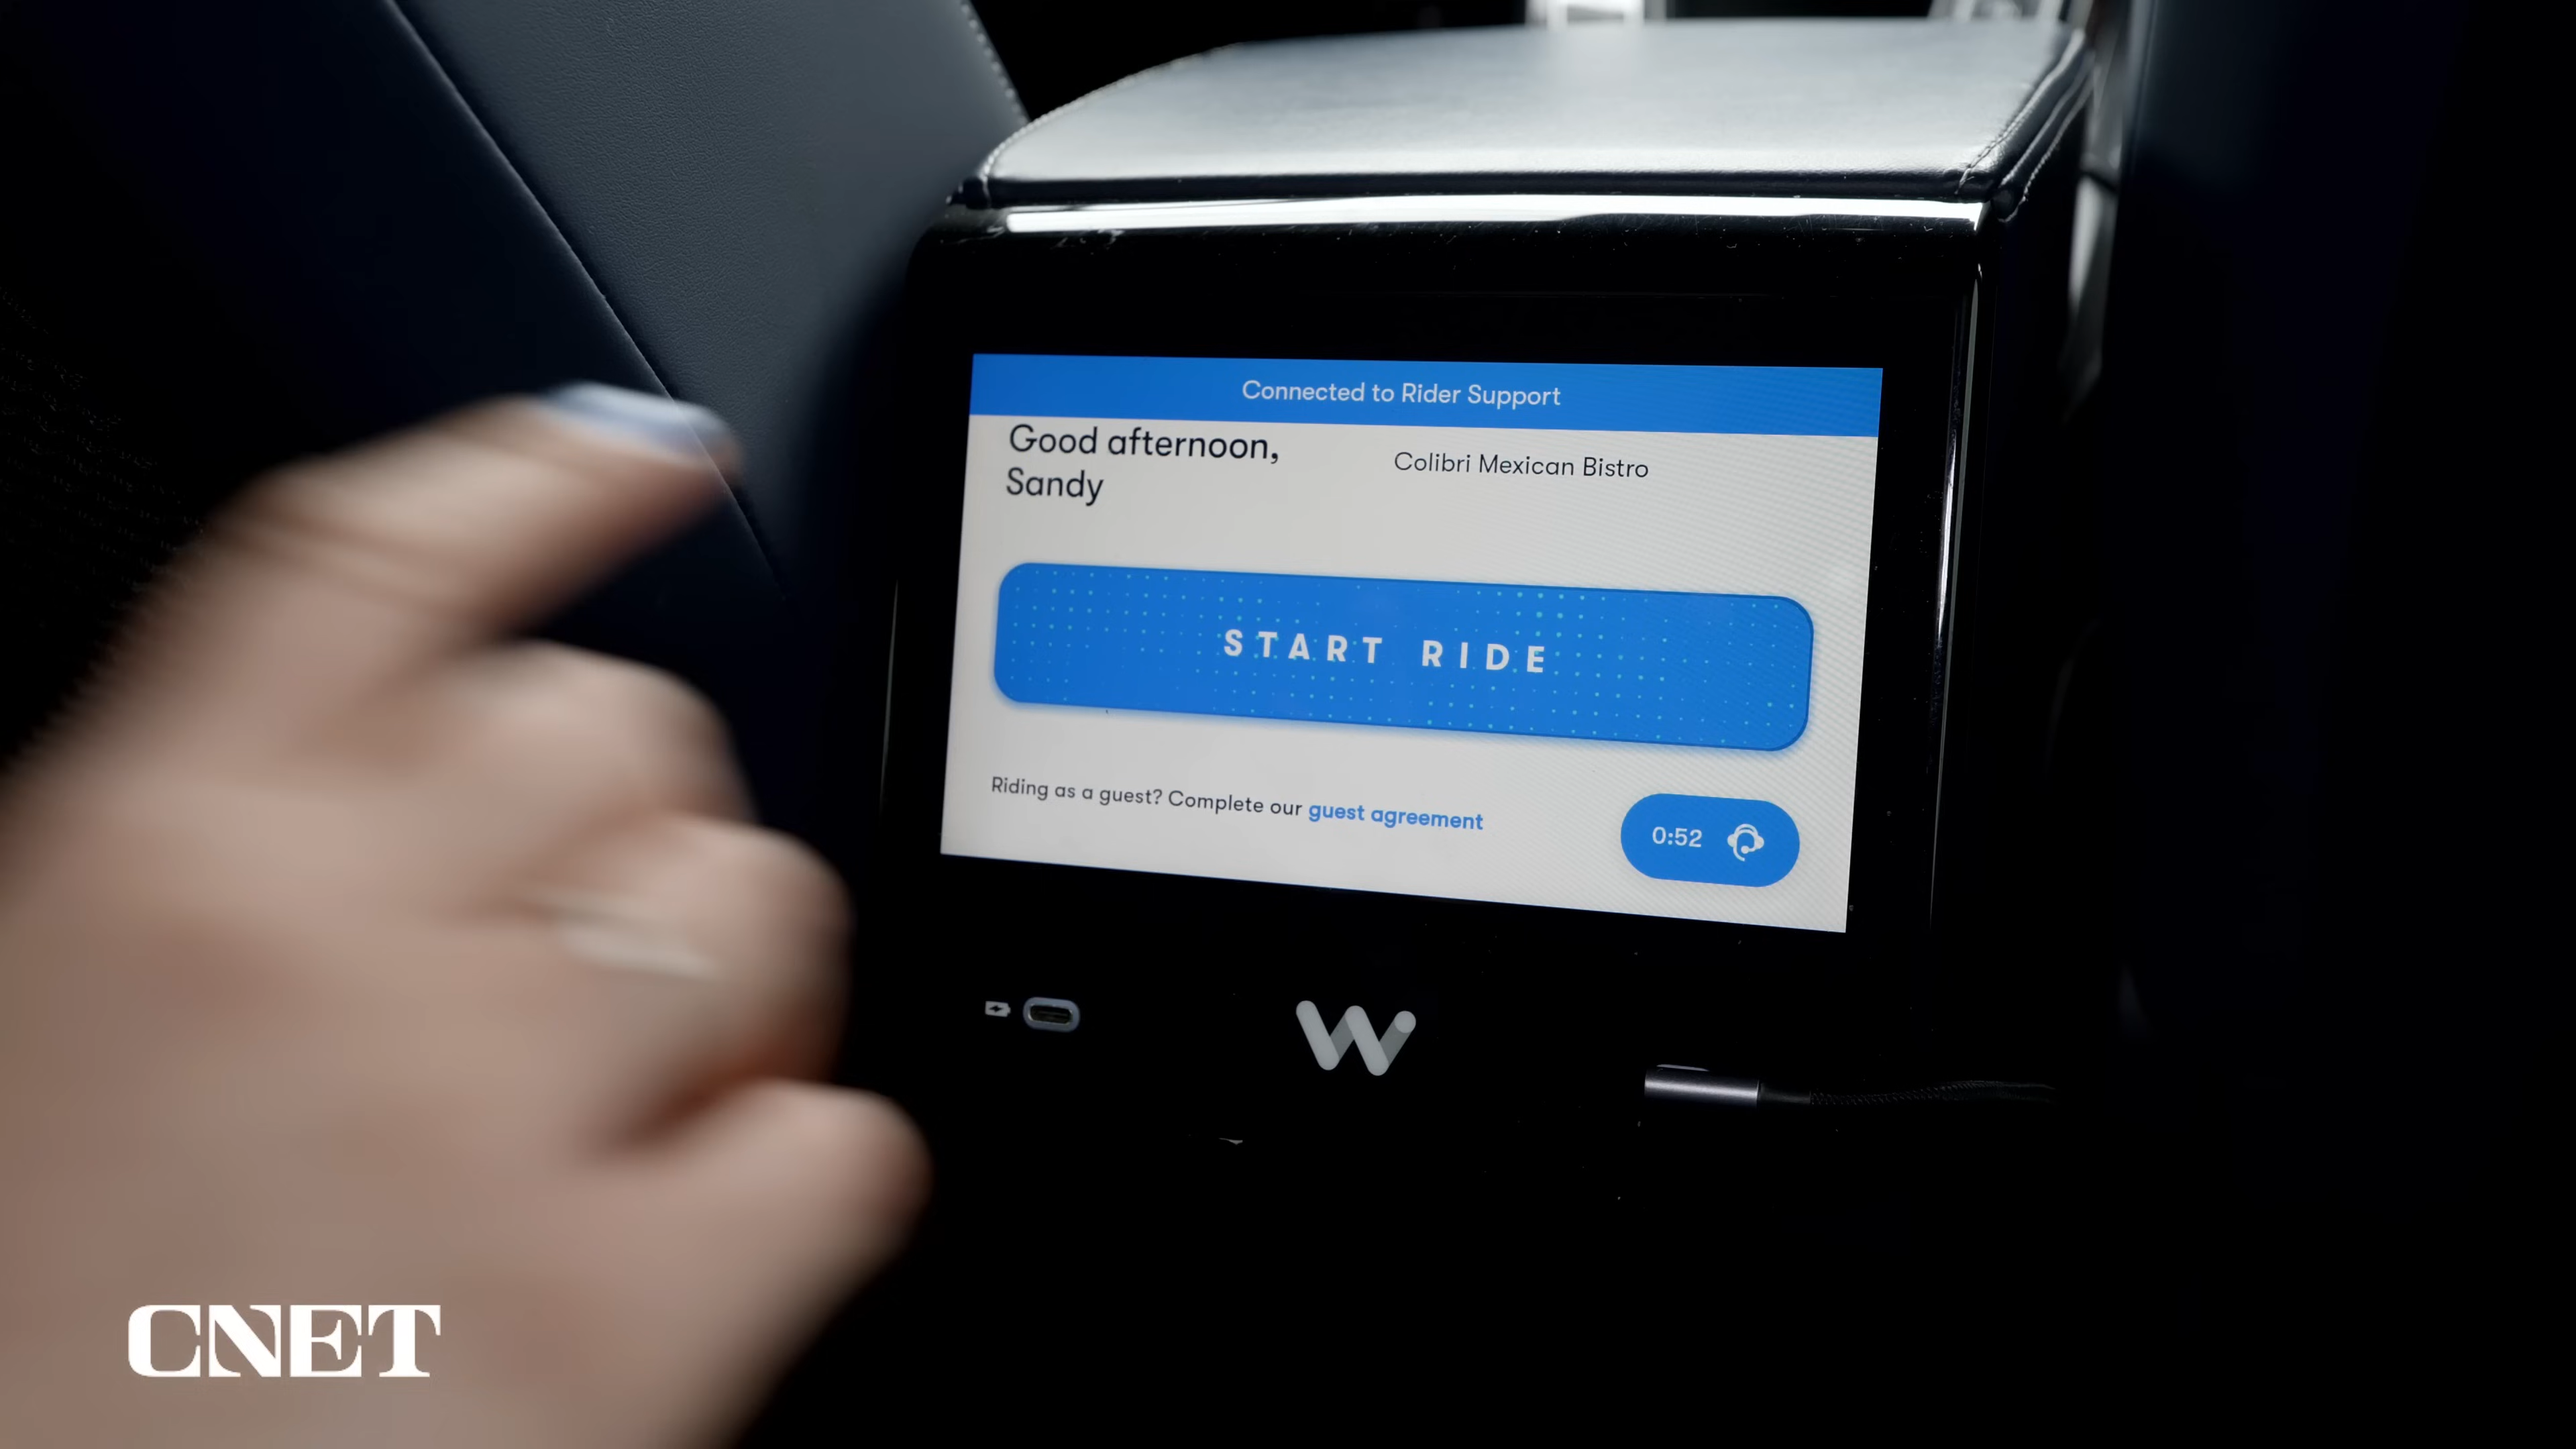 Connected to Rider Support
Good afternoon,
Sandy
Colibri Mexican Bistro
START RIDE
Riding as a guest? Complete our guest agreement
0:52
CNET